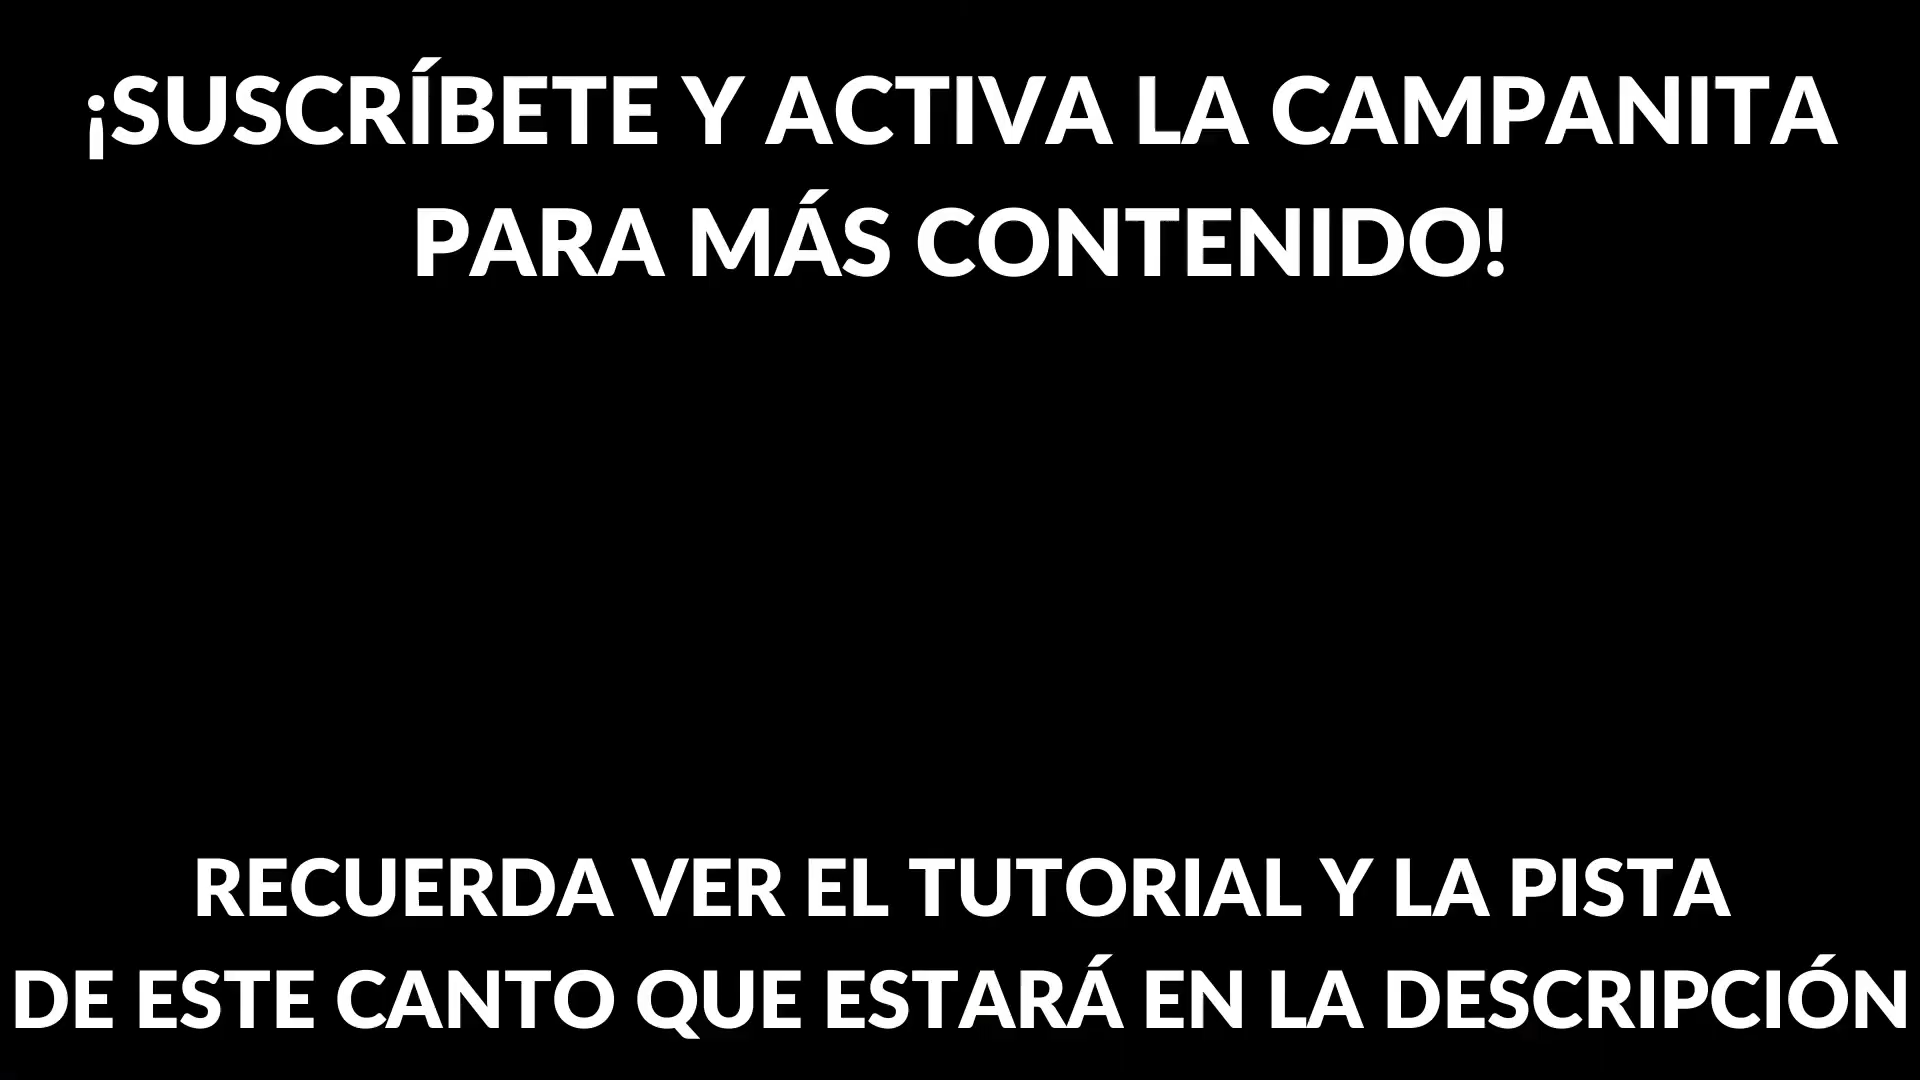 ¡SUSCRÍBETE Y ACTIVA LA CAMPANITA
PARA MÁS CONTENIDO!
RECUERDA VER EL TUTORIAL Y LA PISTA
DE ESTE CANTO QUE ESTARÁ EN LA DESCRIPCIÓN